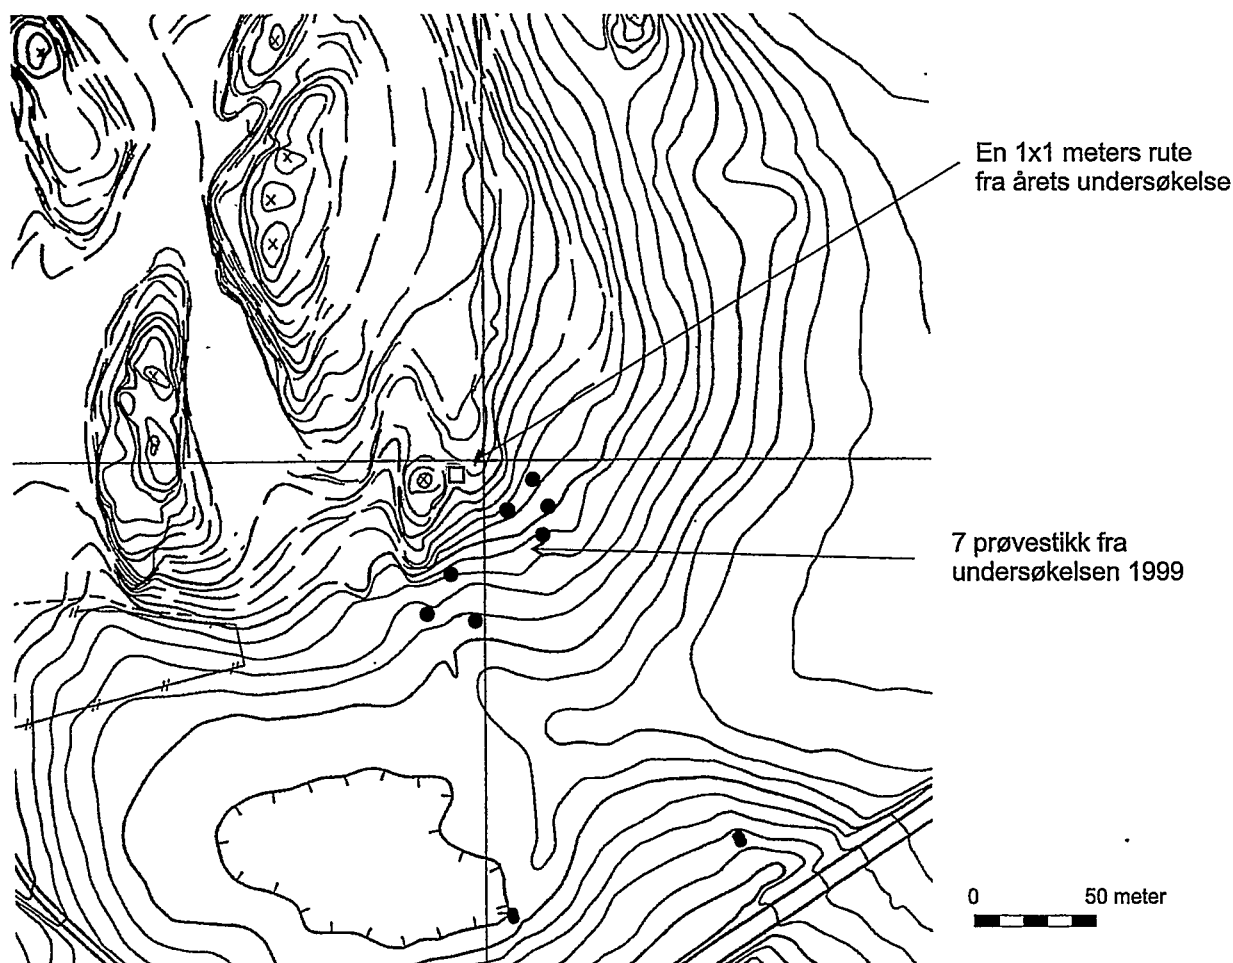 En 1x1 meters rute
fra årets undersøkelse
7 prøvestikk fra
undersøkelsen 1999
0 50 meter